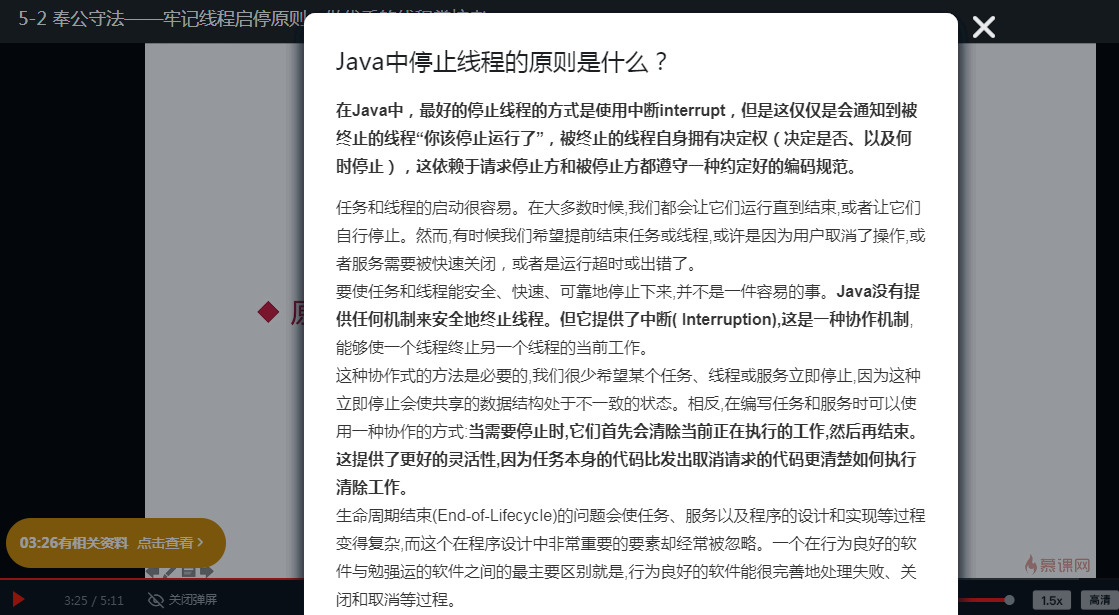 5-2 奉公守法——牢记线程启停原则
Java中停止线程的原则是什么？
在Java中，最好的停止线程的方式是使用中断interrupt，但是这仅仅是会通知到被
终止的线程“你该停止运行了”，被终止的线程自身拥有决定权（决定是否、以及何
时停止），这依赖于请求停止方和被停止方都遵守一种约定好的编码规范。
任务和线程的启动很容易。在大多数时候,我们都会让它们运行直到结束,或者让它们
自行停止。然而,有时候我们希望提前结束任务或线程,或许是因为用户取消了操作,或
者服务需要被快速关闭，或者是运行超时或出错了。
要使任务和线程能安全、快速、可靠地停止下来,并不是一件容易的事。Java没有提
供任何机制来安全地终止线程。但它提供了中断( Interruption),这是一种协作机制,
能够使一个线程终止另一个线程的当前工作。
这种协作式的方法是必要的,我们很少希望某个任务、线程或服务立即停止,因为这种
立即停止会使共享的数据结构处于不一致的状态。相反,在编写任务和服务时可以使
用一种协作的方式:当需要停止时,它们首先会清除当前正在执行的工作,然后再结束。
这提供了更好的灵活性,因为任务本身的代码比发出取消请求的代码更清楚如何执行
清除工作。
生命周期结束(End-of-Lifecycle)的问题会使任务、服务以及程序的设计和实现等过程
变得复杂,而这个在程序设计中非常重要的要素却经常被忽略。一个在行为良好的软
件与勉强运的软件之间的最主要区别就是,行为良好的软件能很完善地处理失败、关
闭和取消等过程。
03:26有相关资料 点击查看
慕课网
3:25 / 5:11 关闭弹屏 1.5x 高清